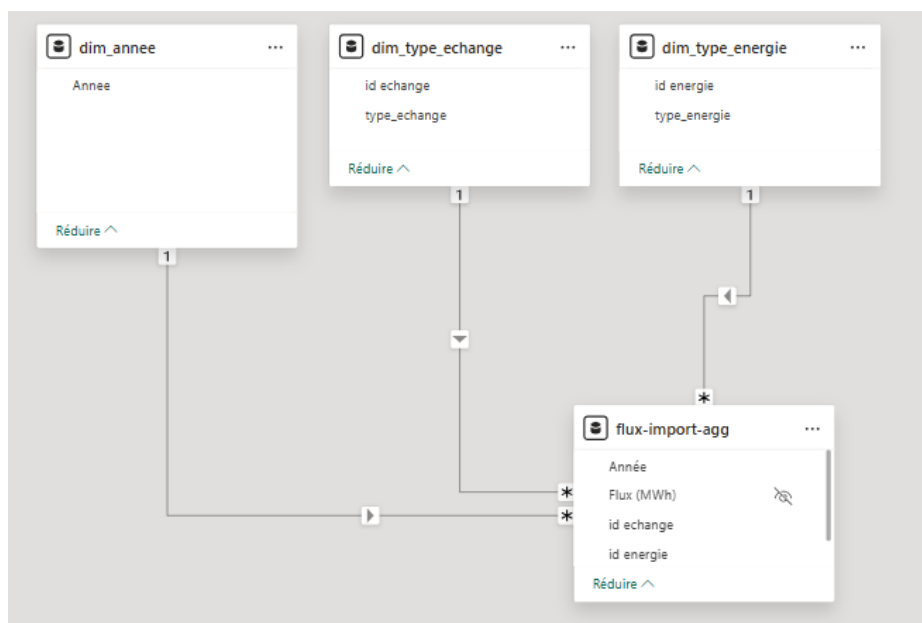 dim_annee ...
Annee
Réduire
1
dim_type_echange ...
id echange
type_echange
Réduire
1
dim_type_energie ...
id energie
type_energie
Réduire
1
*
*
*
flux-import-agg ...
Année
Flux (MWh)
id echange
id energie
Réduire